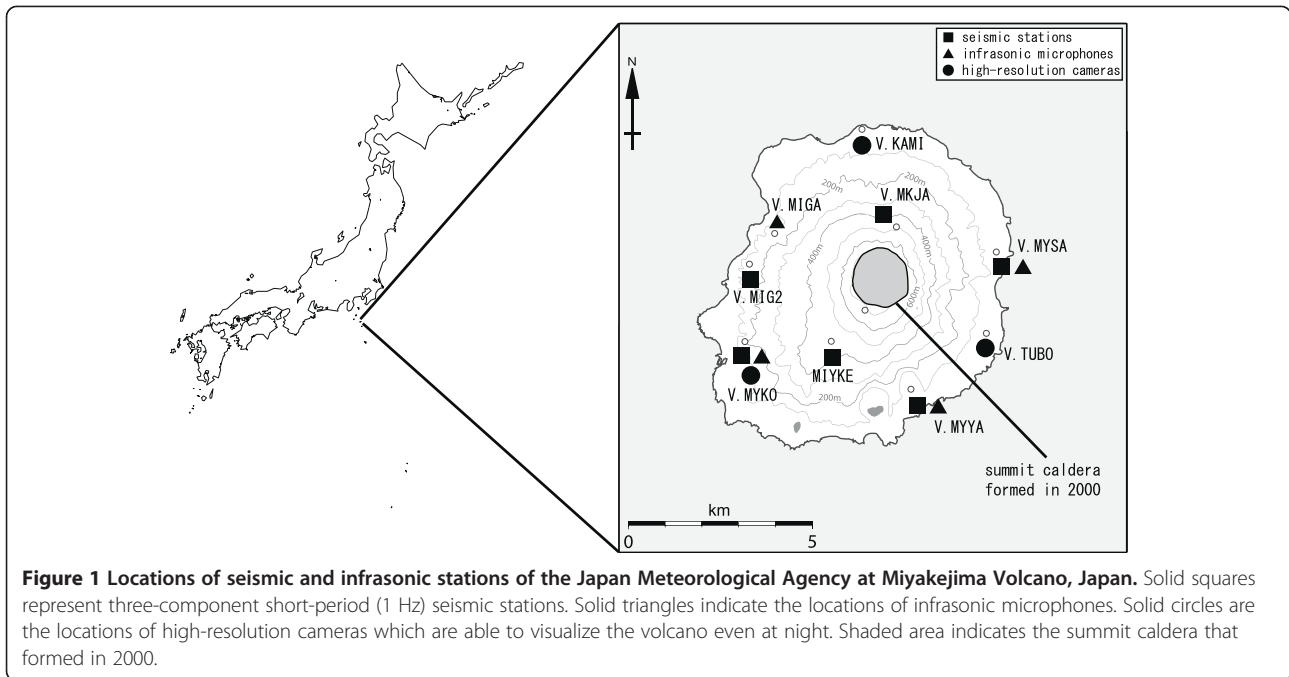 seismic stations
infrasonic microphones
high-resolution cameras
N
V.KAMI
200m
200m
V.MKJA
V.MIGA
400m
V.MYSA
400m
V.MIG2
600m
V.TUBO
MIYKE
V.MYKO
200m
V.MYYA
summit caldera
formed in 2000
km
0 5
Figure 1 Locations of seismic and infrasonic stations of the Japan Meteorological Agency at Miyakejima Volcano, Japan. Solid squares
represent three-component short-period (1 Hz) seismic stations. Solid triangles indicate the locations of infrasonic microphones. Solid circles are
the locations of high-resolution cameras which are able to visualize the volcano even at night. Shaded area indicates the summit caldera that
formed in 2000.